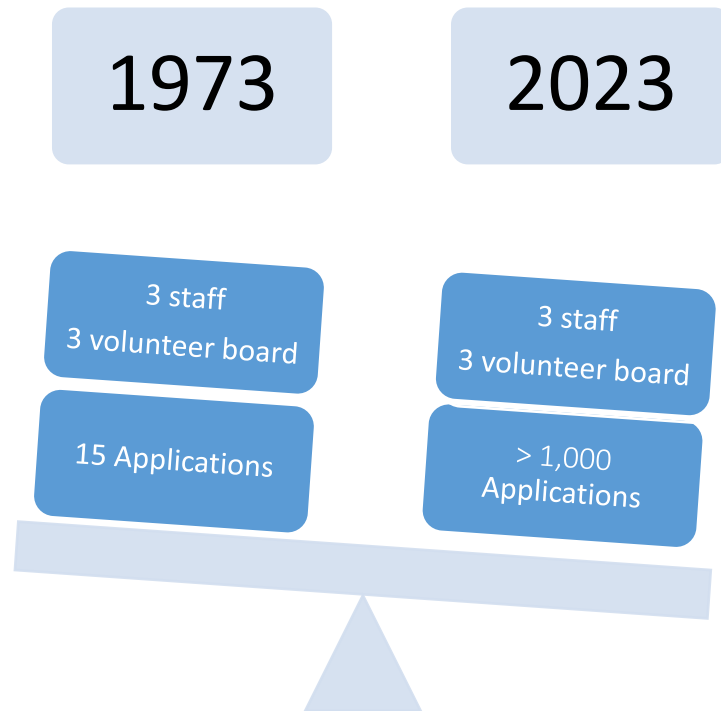 1973
2023
3 staff
3 volunteer board
3 staff
3 volunteer board
15 Applications
> 1,000
Applications